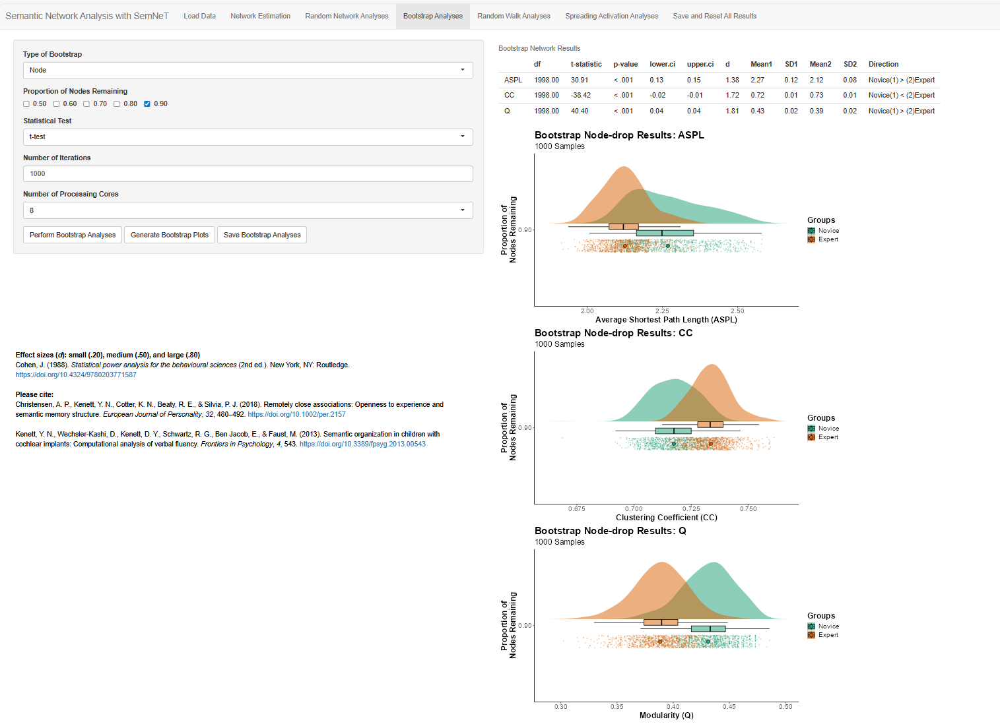 Semantic Network Analysis with SemNeT Load Data Network Estimation Random Network Analyses Bootstrap Analyses Random Walk Analyses Spreading Activation Analyses Save and Reset All Results
Type of Bootstrap
Node
Proportion of Nodes Remaining
0.50 0.60 0.70 0.80 0.90
Statistical Test
t-test
Number of Iterations
1000
Number of Processing Cores
8
Perform Bootstrap Analyses Generate Bootstrap Plots Save Bootstrap Analyses
Effect sizes (d): small (.20), medium (.50), and large (.80)
Cohen, J. (1988). Statistical power analysis for the behavioural sciences (2nd ed.). New York, NY: Routledge.
https://doi.org/10.4324/9780203771587
Please cite:
Christensen, A. P., Kenett, Y. N., Cotter, K. N., Beaty, R. E., & Silvia, P. J. (2018). Remotely close associations: Openness to experience and
semantic memory structure. European Journal of Personality, 32, 480–492. https://doi.org/10.1002/per.2157
Kenett, Y. N., Wechsler-Kashi, D., Kenett, D. Y., Schwartz, R. G., Ben Jacob, E., & Faust, M. (2013). Semantic organization in children with
cochlear implants: Computational analysis of verbal fluency. Frontiers in Psychology, 4, 543. https://doi.org/10.3389/fpsyg.2013.00543
Bootstrap Network Results
df t-statistic p-value lower.ci upper.ci d Mean1 SD1 Mean2 SD2 Direction
ASPL 1998.00 30.91 < .001 0.13 0.15 1.38 2.27 0.12 2.12 0.08 Novice(1) > (2)Expert
CC 1998.00 -38.42 < .001 -0.02 -0.01 1.72 0.72 0.01 0.73 0.01 Novice(1) < (2)Expert
Q 1998.00 40.40 < .001 0.04 0.04 1.81 0.43 0.02 0.39 0.02 Novice(1) > (2)Expert
Bootstrap Node-drop Results: ASPL
1000 Samples
Proportion of
Nodes Remaining
0.90
2.00 2.25 2.50
Average Shortest Path Length (ASPL)
Groups
Novice
Expert
Bootstrap Node-drop Results: CC
1000 Samples
Proportion of
Nodes Remaining
0.90
0.675 0.700 0.725 0.750
Clustering Coefficient (CC)
Groups
Novice
Expert
Bootstrap Node-drop Results: Q
1000 Samples
Proportion of
Nodes Remaining
0.90
0.30 0.35 0.40 0.45 0.50
Modularity (Q)
Groups
Novice
Expert